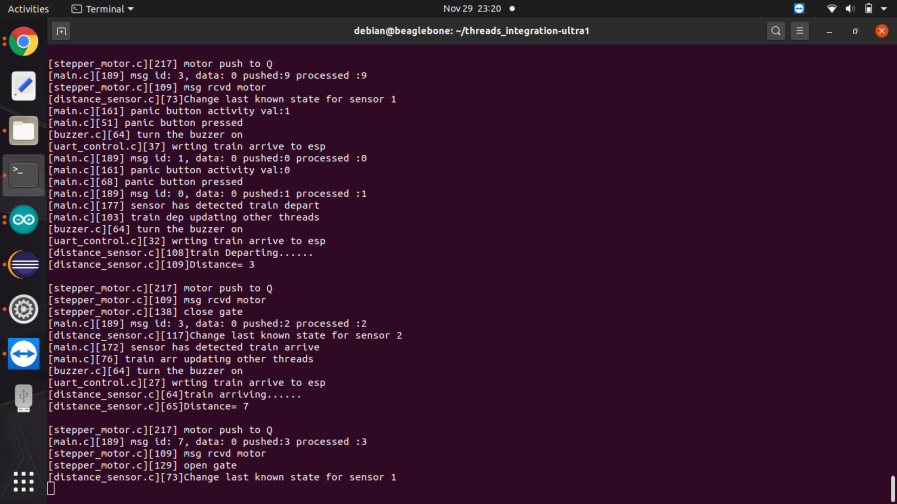 Activities
Terminal
Nov 29 23:20
debian@beaglebone: ~/threads_integration-ultra1
[stepper_motor.c][217] motor push to Q
[main.c][189] msg id: 3, data: 0 pushed:9 processed :9
[stepper_motor.c][109] msg rcvd motor
[distance_sensor.c][73]Change last known state for sensor 1
[main.c][161] panic button activity val:1
[main.c][51] panic button pressed
[buzzer.c][64] turn the buzzer on
[uart_control.c][37] wrting train arrive to esp
[main.c][189] msg id: 1, data: 0 pushed:0 processed :0
[main.c][161] panic button activity val:0
[main.c][68] panic button pressed
[main.c][189] msg id: 0, data: 0 pushed:1 processed :1
[main.c][177] sensor has detected train depart
[main.c][103] train dep updating other threads
[buzzer.c][64] turn the buzzer on
[uart_control.c][32] wrting train arrive to esp
[distance_sensor.c][108]train Departing......
[distance_sensor.c][109]Distance= 3
[stepper_motor.c][217] motor push to Q
[stepper_motor.c][109] msg rcvd motor
[stepper_motor.c][138] close gate
[main.c][189] msg id: 3, data: 0 pushed:2 processed :2
[distance_sensor.c][117]Change last known state for sensor 2
[main.c][172] sensor has detected train arrive
[main.c][76] train arr updating other threads
[buzzer.c][64] turn the buzzer on
[uart_control.c][27] wrting train arrive to esp
[distance_sensor.c][64]train arriving......
[distance_sensor.c][65]Distance= 7
[stepper_motor.c][217] motor push to Q
[main.c][189] msg id: 7, data: 0 pushed:3 processed :3
[stepper_motor.c][109] msg rcvd motor
[stepper_motor.c][129] open gate
[distance_sensor.c][73]Change last known state for sensor 1